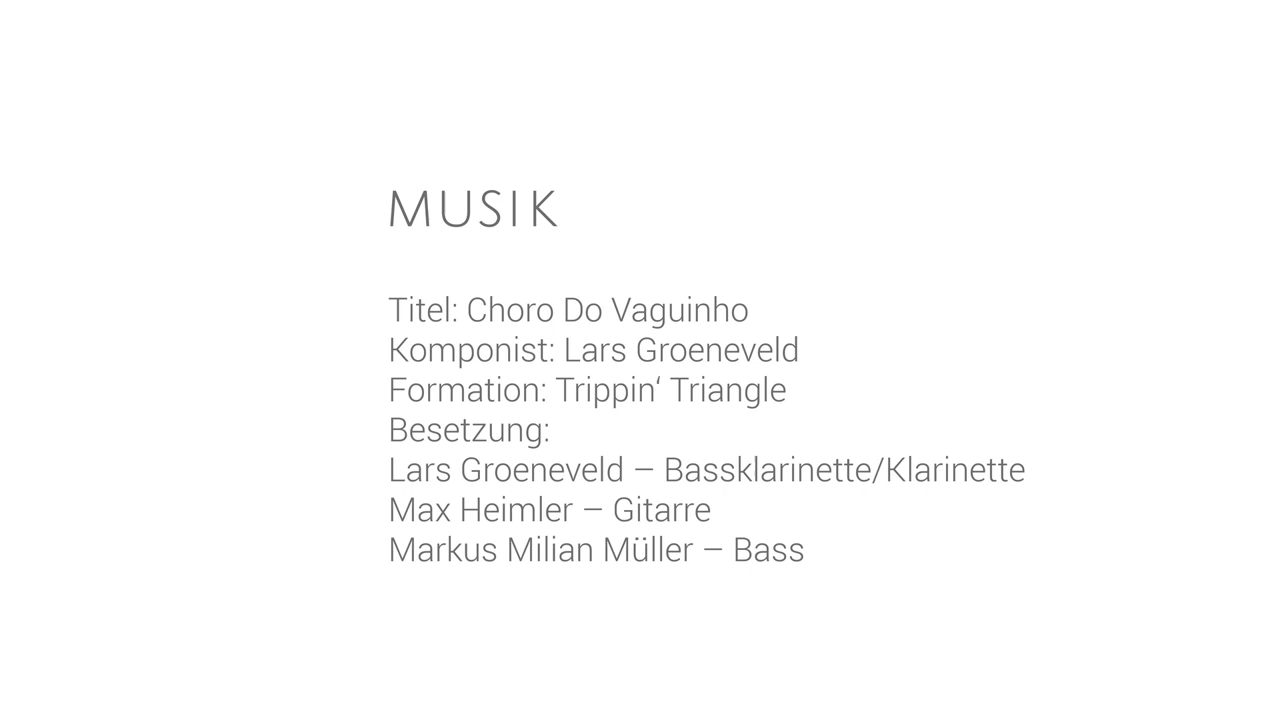 MUSIK
Titel: Choro Do Vaguinho
Komponist: Lars Groeneveld
Formation: Trippin‘ Triangle
Besetzung:
Lars Groeneveld – Bassklarinette/Klarinette
Max Heimler – Gitarre
Markus Milian Müller – Bass